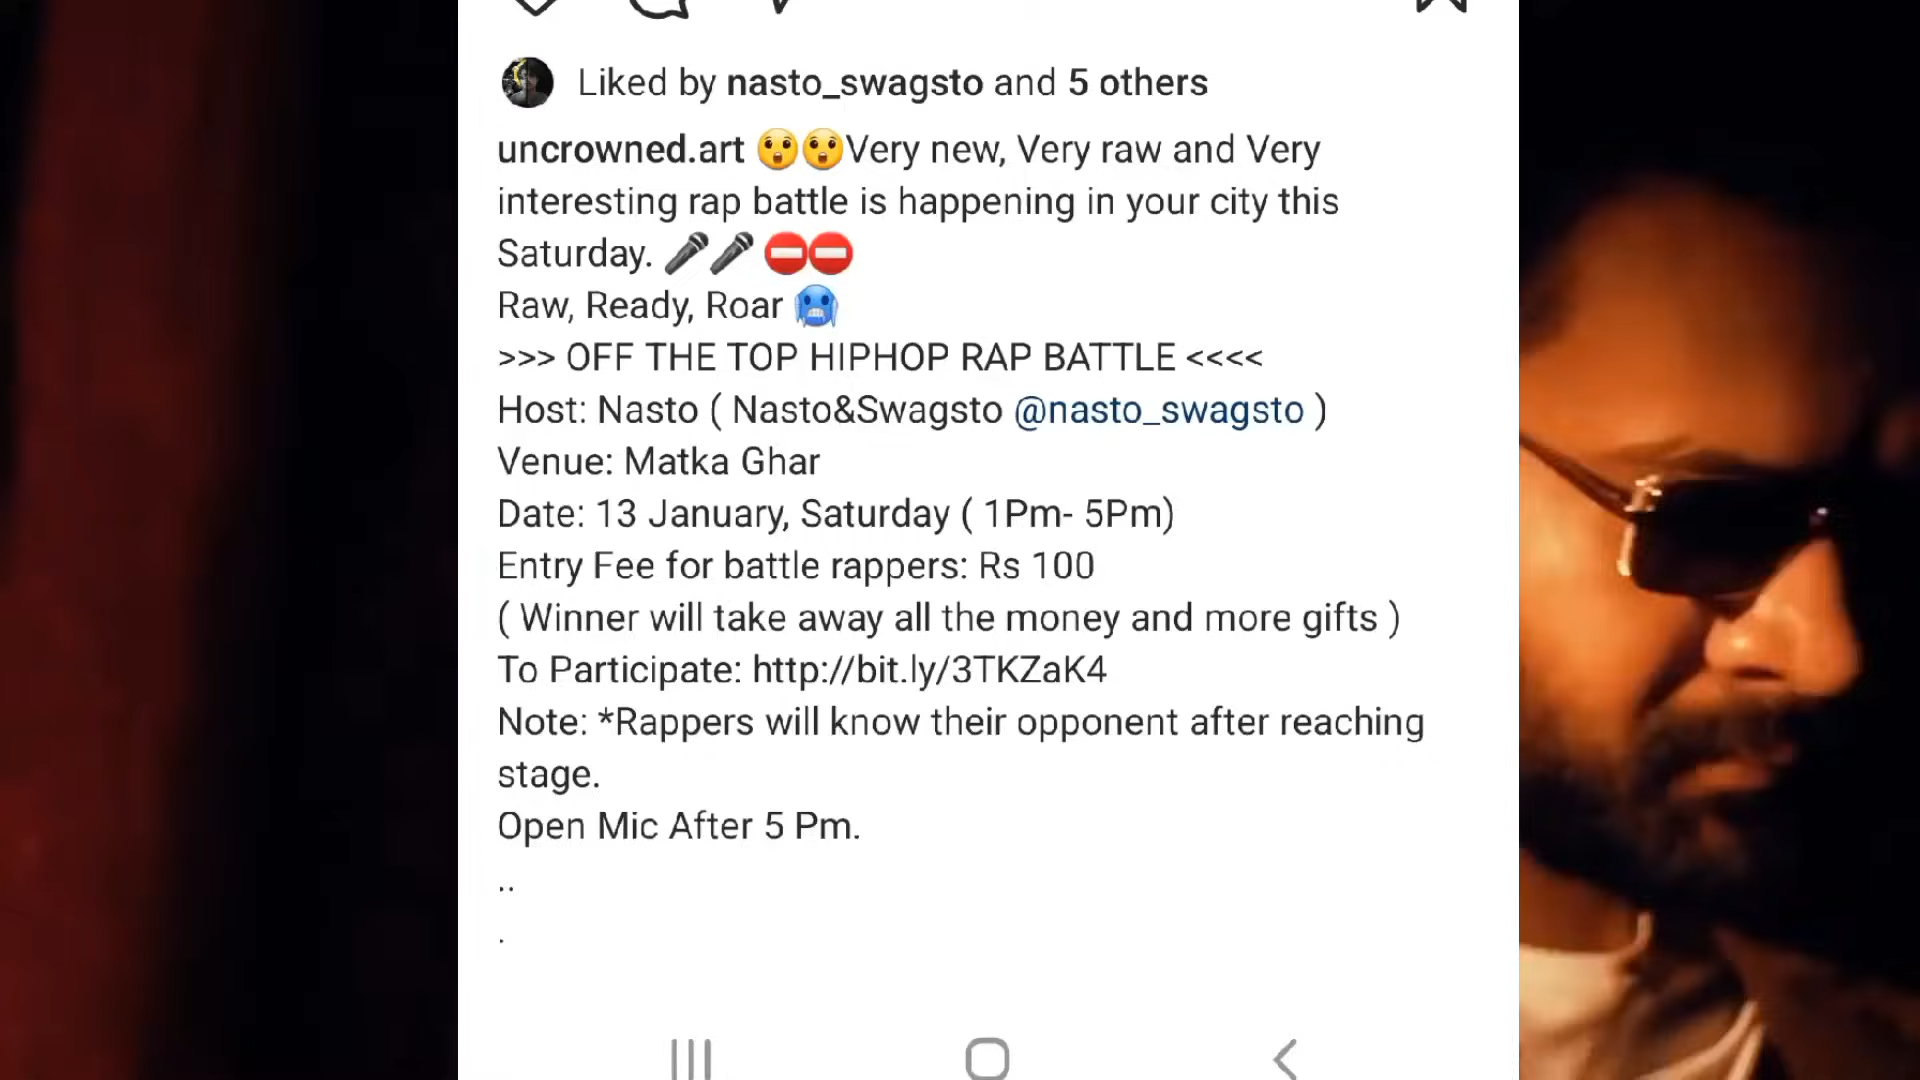 Liked by nasto_swagsto and 5 others
uncrowned.art 😯😯Very new, Very raw and Very
interesting rap battle is happening in your city this
Saturday. 🎤🎤 ⛔⛔
Raw, Ready, Roar 🥶
>>> OFF THE TOP HIPHOP RAP BATTLE <<<<
Host: Nasto ( Nasto&Swagsto @nasto_swagsto )
Venue: Matka Ghar
Date: 13 January, Saturday ( 1Pm- 5Pm)
Entry Fee for battle rappers: Rs 100
( Winner will take away all the money and more gifts )
To Participate: http://bit.ly/3TKZaK4
Note: *Rappers will know their opponent after reaching
stage.
Open Mic After 5 Pm.
..
.